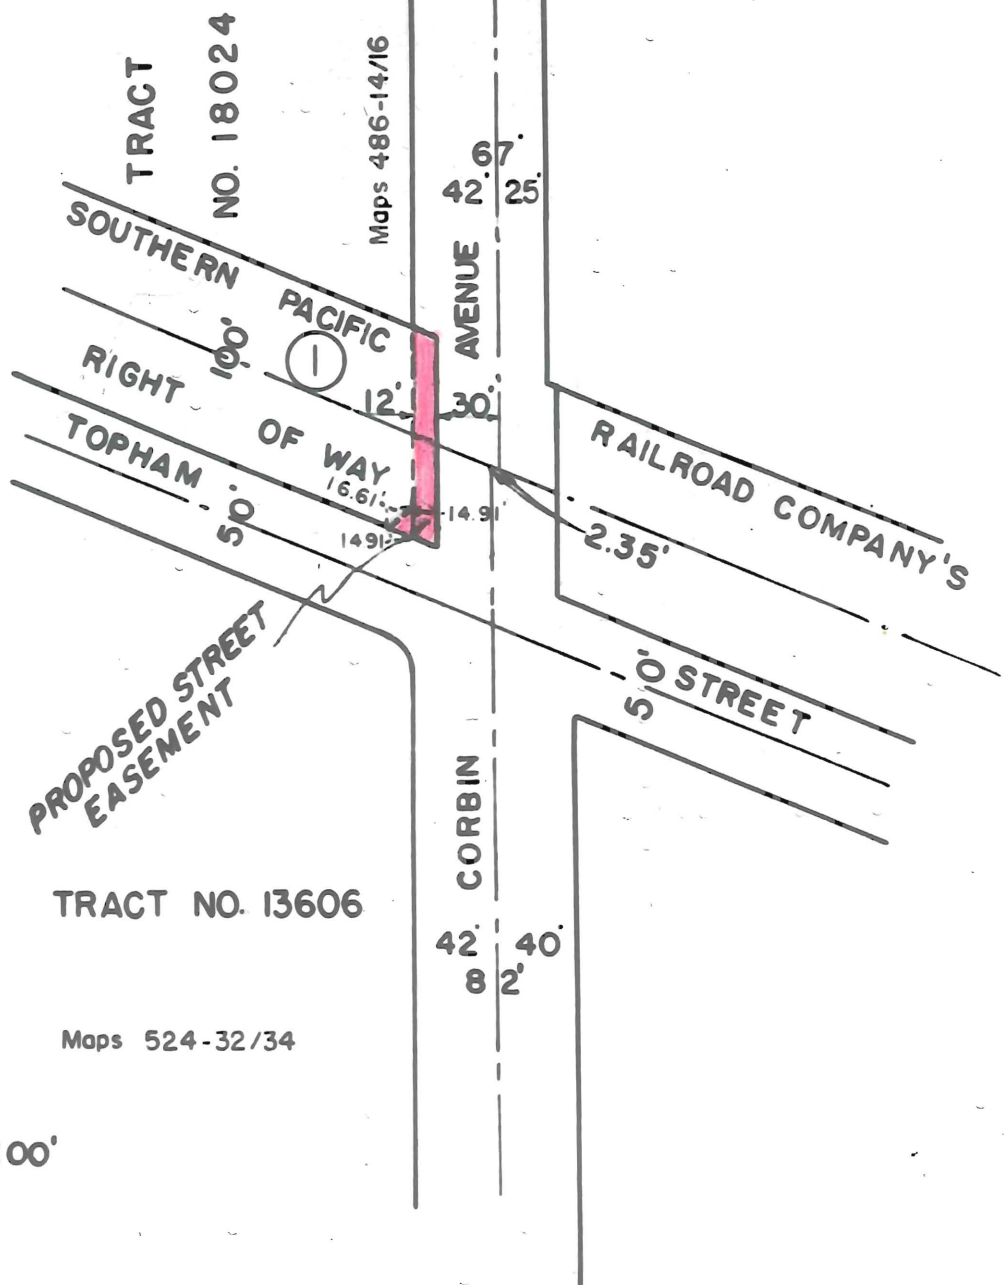 TRACT
NO. 18024
Maps 486-14/16
67'
42' 25'
AVENUE
SOUTHERN PACIFIC
100'
1
RIGHT OF WAY
12' 30'
TOPHAM
50'
16.61'
14.91'
14.91'
2.35'
RAILROAD COMPANY'S
50' STREET
PROPOSED STREET
EASEMENT
CORBIN
TRACT NO. 13606
42' 40'
82'
Maps 524-32/34
00'